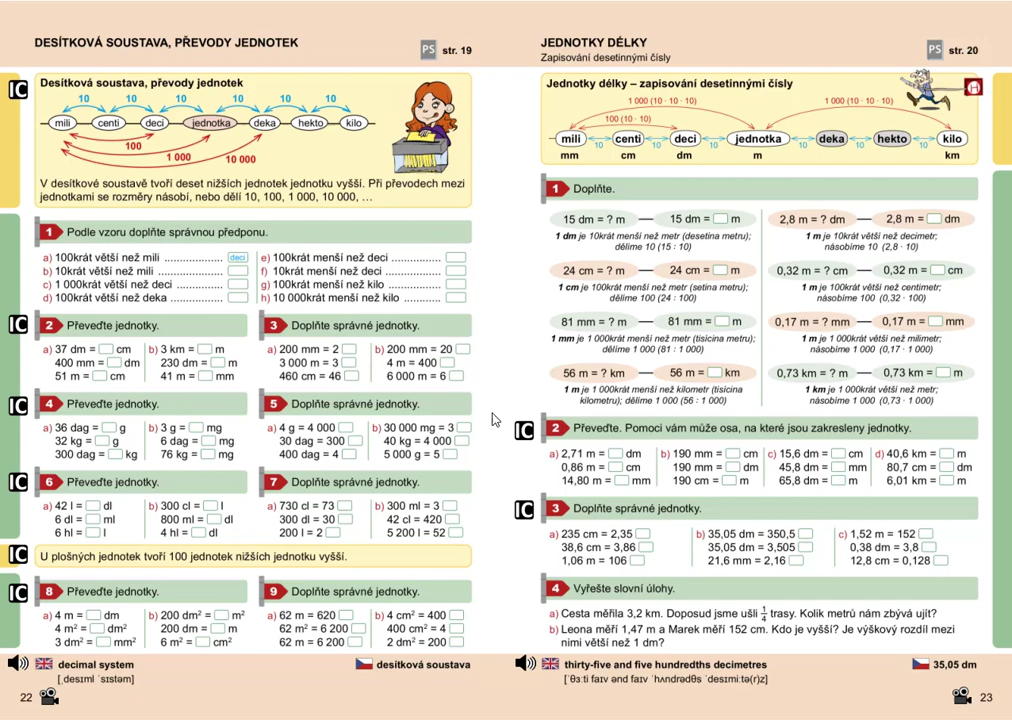 DESÍTKOVÁ SOUSTAVA, PŘEVODY JEDNOTEK
PS str. 19
IC
Desítková soustava, převody jednotek
10 10 10 10 10 10
mili centi deci jednotka deka hekto kilo
100
1 000
10 000
V desítkové soustavě tvoří deset nižších jednotek jednotku vyšší. Při převodech mezi
jednotkami se rozměry násobí, nebo dělí 10, 100, 1 000, 10 000, …
1 Podle vzoru doplňte správnou předponu.
a) 100krát větší než mili ................... deci
b) 10krát větší než mili .....................
c) 1 000krát větší než deci ...............
d) 100krát větší než deka .................
e) 100krát menší než deci ................
f) 10krát menší než deci ..................
g) 100krát menší než kilo .................
h) 10 000krát menší než kilo ............
IC
2 Převeďte jednotky.
a) 37 dm = cm
400 mm = dm
51 m = cm
b) 3 km = m
230 dm = m
41 m = mm
3 Doplňte správné jednotky.
a) 200 mm = 2
3 000 m = 3
460 cm = 46
b) 200 mm = 20
4 m = 400
6 000 m = 6
IC
4 Převeďte jednotky.
a) 36 dag = g
32 kg = g
300 dag = kg
b) 3 g = mg
6 dag = mg
76 kg = mg
5 Doplňte správné jednotky.
a) 4 g = 4 000
30 dag = 300
400 dag = 4
b) 30 000 mg = 3
40 kg = 4 000
5 000 g = 5
IC
6 Převeďte jednotky.
a) 42 l = dl
6 dl = ml
6 hl = l
b) 300 cl = l
800 ml = dl
4 hl = dl
7 Doplňte správné jednotky.
a) 730 cl = 73
300 dl = 30
200 l = 2
b) 300 ml = 3
42 cl = 420
5 200 l = 52
IC
U plošných jednotek tvoří 100 jednotek nižších jednotku vyšší.
IC
8 Převeďte jednotky.
a) 4 m = dm
4 m² = dm²
3 dm² = mm²
b) 200 dm² = m²
200 dm = m
6 m² = cm²
9 Doplňte správné jednotky.
a) 62 m = 620
62 m² = 6 200
62 m = 6 200
b) 4 cm² = 400
400 cm² = 4
2 dm² = 200
decimal system
[ˌdesɪml ˈsɪstəm]
desítková soustava
22
JEDNOTKY DÉLKY
Zapisování desetinnými čísly
PS str. 20
Jednotky délky – zapisování desetinnými čísly
1 000 (10 · 10 · 10) 1 000 (10 · 10 · 10)
100 (10 · 10)
mili centi deci jednotka deka hekto kilo
10 10 10 10 10 10
mm cm dm m km
1 Doplňte.
15 dm = ? m 15 dm = m
1 dm je 10krát menší než metr (desetina metru);
dělíme 10 (15 : 10)
24 cm = ? m 24 cm = m
1 cm je 100krát menší než metr (setina metru);
dělíme 100 (24 : 100)
81 mm = ? m 81 mm = m
1 mm je 1 000krát menší než metr (tisícina metru);
dělíme 1 000 (81 : 1 000)
56 m = ? km 56 m = km
1 m je 1 000krát menší než kilometr (tisícina
kilometru); dělíme 1 000 (56 : 1 000)
2,8 m = ? dm 2,8 m = dm
1 m je 10krát větší než decimetr;
násobíme 10 (2,8 · 10)
0,32 m = ? cm 0,32 m = cm
1 m je 100krát větší než centimetr;
násobíme 100 (0,32 · 100)
0,17 m = ? mm 0,17 m = mm
1 m je 1 000krát větší než milimetr;
násobíme 1 000 (0,17 · 1 000)
0,73 km = ? m 0,73 km = m
1 km je 1 000krát větší než metr;
násobíme 1 000 (0,73 · 1 000)
IC
2 Převeďte. Pomoci vám může osa, na které jsou zakresleny jednotky.
a) 2,71 m = dm
0,86 m = cm
14,80 m = mm
b) 190 mm = cm
190 mm = dm
190 cm = m
c) 15,6 dm = cm
45,8 dm = mm
65,8 dm = m
d) 40,6 km = m
80,7 cm = dm
6,01 km = m
IC
3 Doplňte správné jednotky.
a) 235 cm = 2,35
38,6 cm = 3,86
1,06 m = 106
b) 35,05 dm = 350,5
35,05 dm = 3,505
21,6 mm = 2,16
c) 1,52 m = 152
0,38 dm = 3,8
12,8 cm = 0,128
4 Vyřešte slovní úlohy.
a) Cesta měřila 3,2 km. Doposud jsme ušli 1/4 trasy. Kolik metrů nám zbývá ujít?
b) Leona měří 1,47 m a Marek měří 152 cm. Kdo je vyšší? Je výškový rozdíl mezi
nimi větší než 1 dm?
thirty-five and five hundredths decimetres
[ˈθɜːti faɪv ənd faɪv ˈhʌndrədθs ˈdesɪmiːtə(r)z]
35,05 dm
23